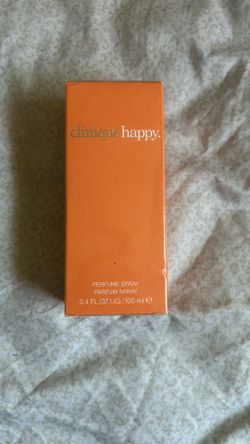 clinique happy.
PERFUME SPRAY
PARFUM SPRAY
3.4 FL.OZ.LIQ./100 ml ℮